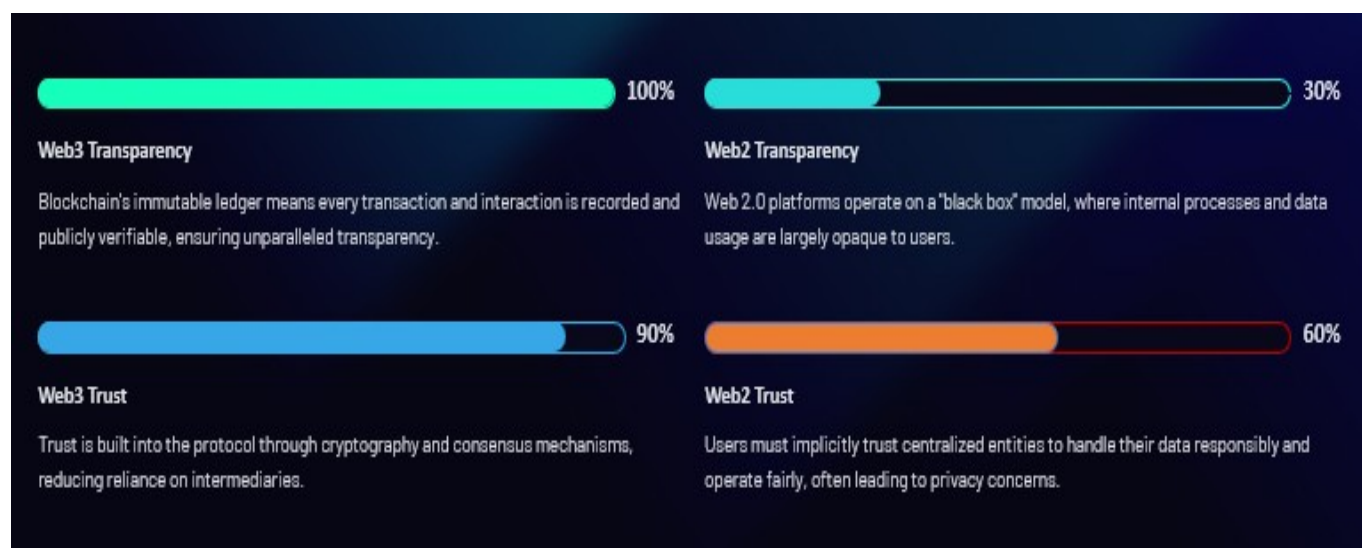 100%
Web3 Transparency
Blockchain's immutable ledger means every transaction and interaction is recorded and
publicly verifiable, ensuring unparalleled transparency.
30%
Web2 Transparency
Web 2.0 platforms operate on a "black box" model, where internal processes and data
usage are largely opaque to users.
90%
Web3 Trust
Trust is built into the protocol through cryptography and consensus mechanisms,
reducing reliance on intermediaries.
60%
Web2 Trust
Users must implicitly trust centralized entities to handle their data responsibly and
operate fairly, often leading to privacy concerns.